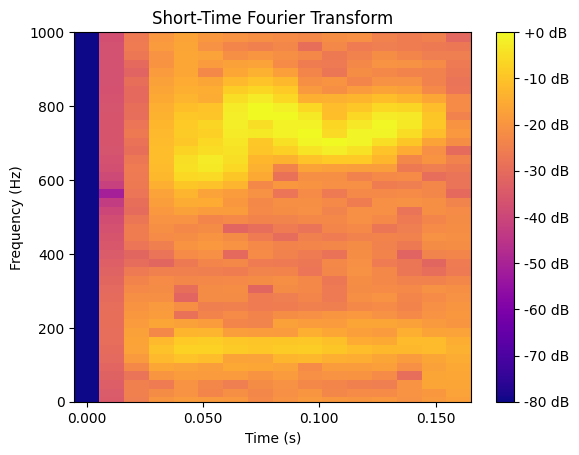 Short-Time Fourier Transform
1000
800
600
400
200
0
Frequency (Hz)
0.000
0.050
0.100
0.150
Time (s)
+0 dB
-10 dB
-20 dB
-30 dB
-40 dB
-50 dB
-60 dB
-70 dB
-80 dB